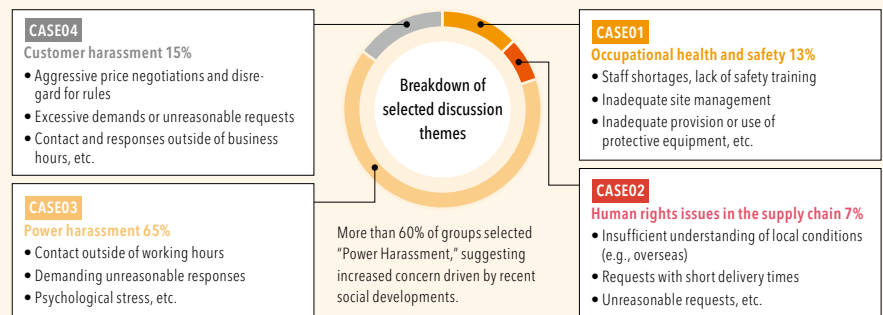 CASE04
Customer harassment 15%
• Aggressive price negotiations and disre-
gard for rules
• Excessive demands or unreasonable requests
• Contact and responses outside of business
hours, etc.
CASE03
Power harassment 65%
• Contact outside of working hours
• Demanding unreasonable responses
• Psychological stress, etc.
Breakdown of
selected discussion
themes
More than 60% of groups selected
“Power Harassment,” suggesting
increased concern driven by recent
social developments.
CASE01
Occupational health and safety 13%
• Staff shortages, lack of safety training
• Inadequate site management
• Inadequate provision or use of
protective equipment, etc.
CASE02
Human rights issues in the supply chain 7%
• Insufficient understanding of local conditions
(e.g., overseas)
• Requests with short delivery times
• Unreasonable requests, etc.